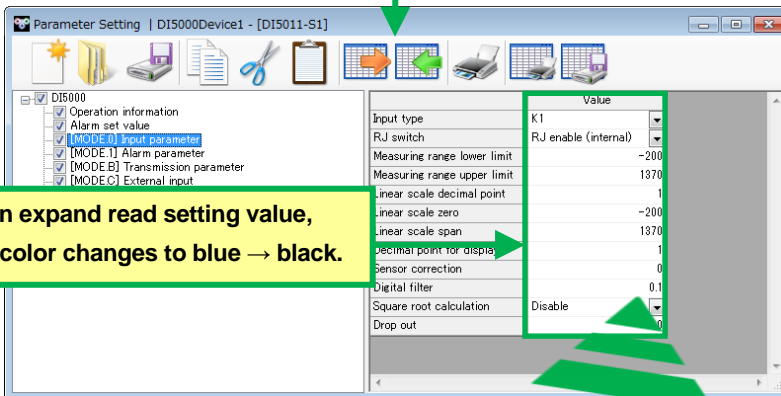 Parameter Setting | DI5000Device1 - [DI5011-S1]
DI5000
Operation information
Alarm set value
[MODE.0] Input parameter
[MODE.1] Alarm parameter
[MODE.B] Transmission parameter
[MODE.C] External input
n expand read setting value,
color changes to blue → black.
Value
Input type K1
RJ switch RJ enable (internal)
Measuring range lower limit -200
Measuring range upper limit 1370
Linear scale decimal point 1
Linear scale zero -200
Linear scale span 1370
Decimal point for display 1
Sensor correction 0
Digital filter 0.1
Square root calculation Disable
Drop out 0